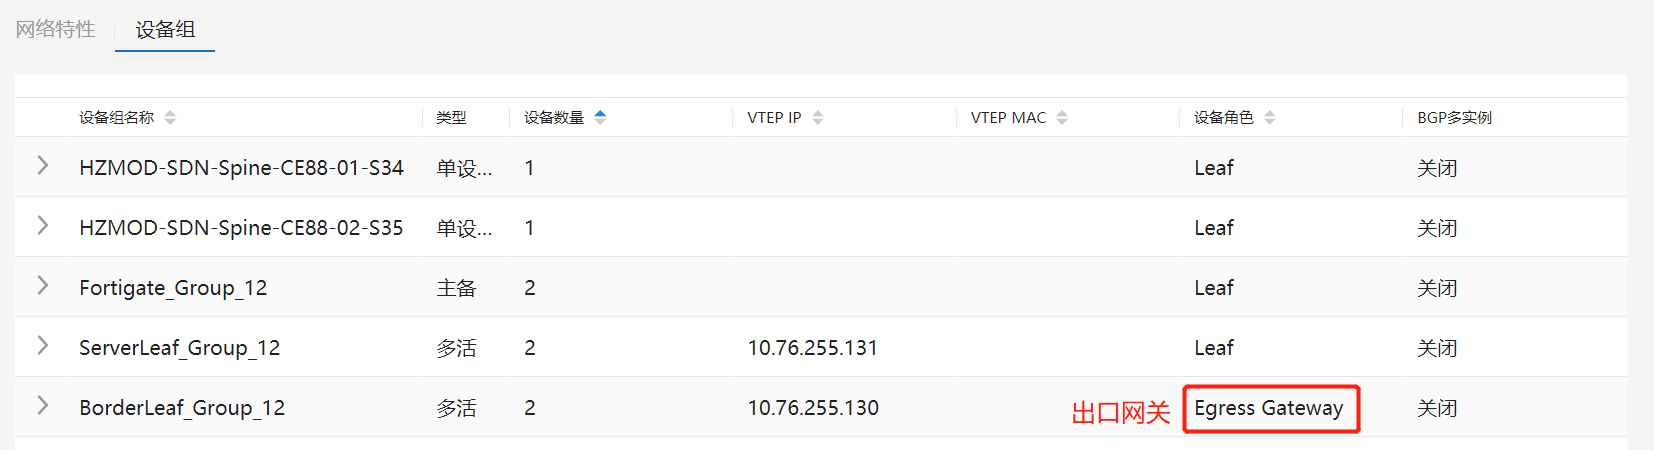 网络特性 设备组
设备组名称 类型 设备数量 VTEP IP VTEP MAC 设备角色 BGP多实例
HZMOD-SDN-Spine-CE88-01-S34 单设... 1 Leaf 关闭
HZMOD-SDN-Spine-CE88-02-S35 单设... 1 Leaf 关闭
Fortigate_Group_12 主备 2 Leaf 关闭
ServerLeaf_Group_12 多活 2 10.76.255.131 Leaf 关闭
BorderLeaf_Group_12 多活 2 10.76.255.130 出口网关 Egress Gateway 关闭